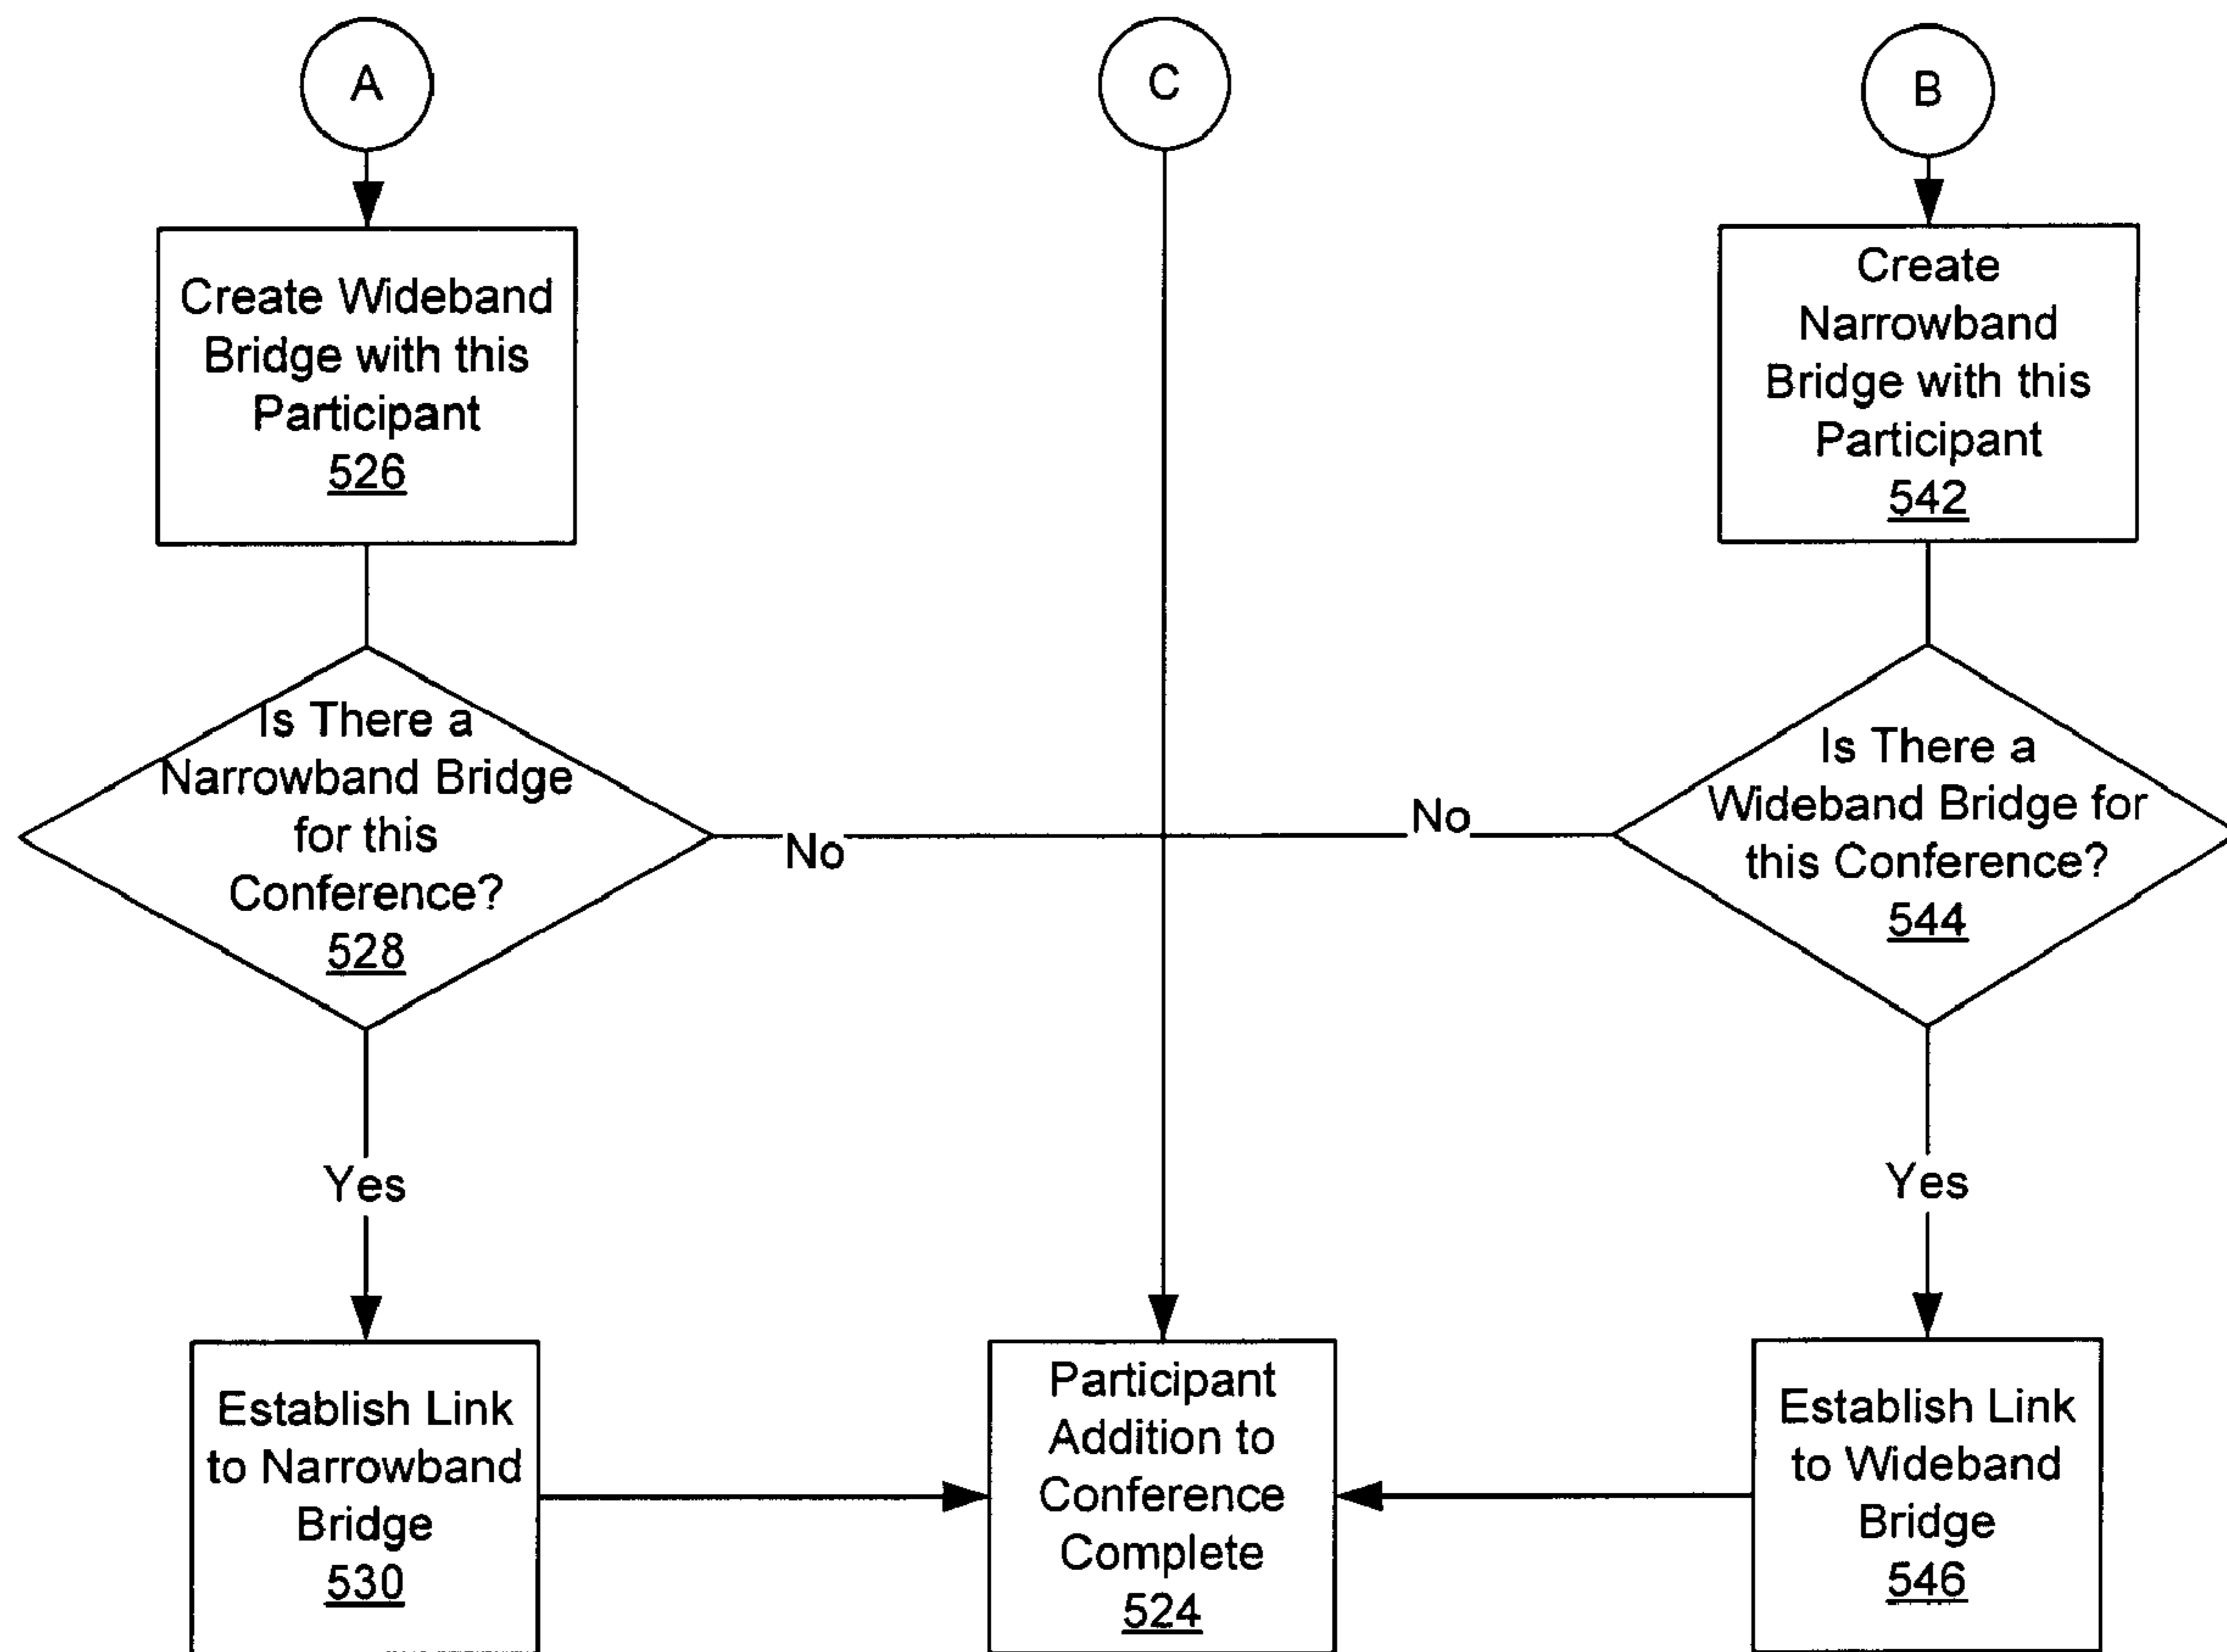 A
C
B
Create Wideband
Bridge with this
Participant
526
Create
Narrowband
Bridge with this
Participant
542
Is There a
Narrowband Bridge
for this
Conference?
528
No
No
Is There a
Wideband Bridge for
this Conference?
544
Yes
Yes
Establish Link
to Narrowband
Bridge
530
Participant
Addition to
Conference
Complete
524
Establish Link
to Wideband
Bridge
546